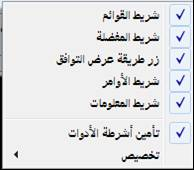 شريط القوائم
شريط المفضلة
زر طريقة عرض التوافق
شريط الأوامر
شريط المعلومات
تأمين أشرطة الأدوات
تخصيص